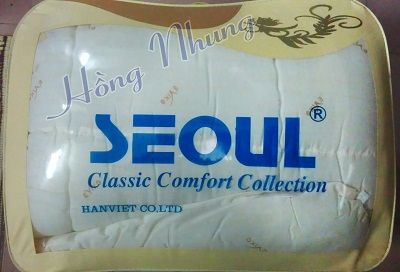 Hồng Nhung
SEOUL®
Classic Comfort Collection
HANVIET CO.,LTD